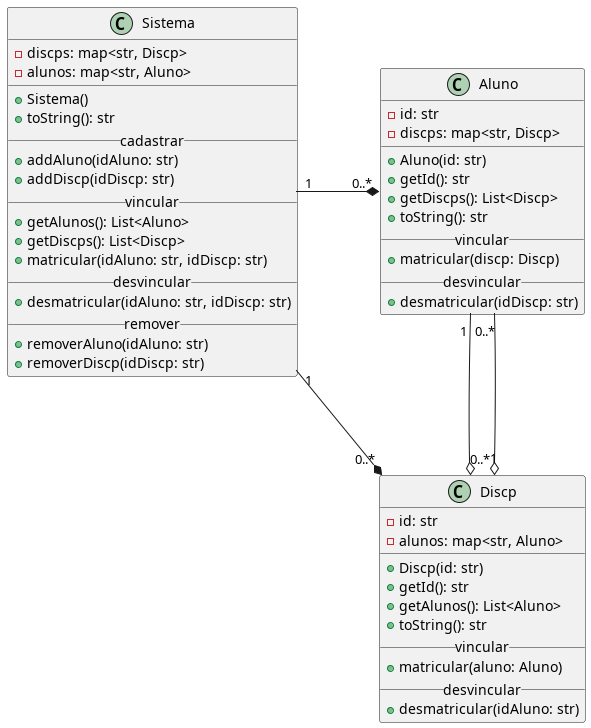 C Sistema
discps: map<str, Discp>
alunos: map<str, Aluno>
Sistema()
toString(): str
cadastrar
addAluno(idAluno: str)
addDiscp(idDiscp: str)
vincular
getAlunos(): List<Aluno>
getDiscps(): List<Discp>
matricular(idAluno: str, idDiscp: str)
desvincular
desmatricular(idAluno: str, idDiscp: str)
remover
removerAluno(idAluno: str)
removerDiscp(idDiscp: str)
C Aluno
id: str
discps: map<str, Discp>
Aluno(id: str)
getId(): str
getDiscps(): List<Discp>
toString(): str
vincular
matricular(discp: Discp)
desvincular
desmatricular(idDiscp: str)
1 0..*
1 0..*
1
0..*
0..* 1
C Discp
id: str
alunos: map<str, Aluno>
Discp(id: str)
getId(): str
getAlunos(): List<Aluno>
toString(): str
vincular
matricular(aluno: Aluno)
desvincular
desmatricular(idAluno: str)